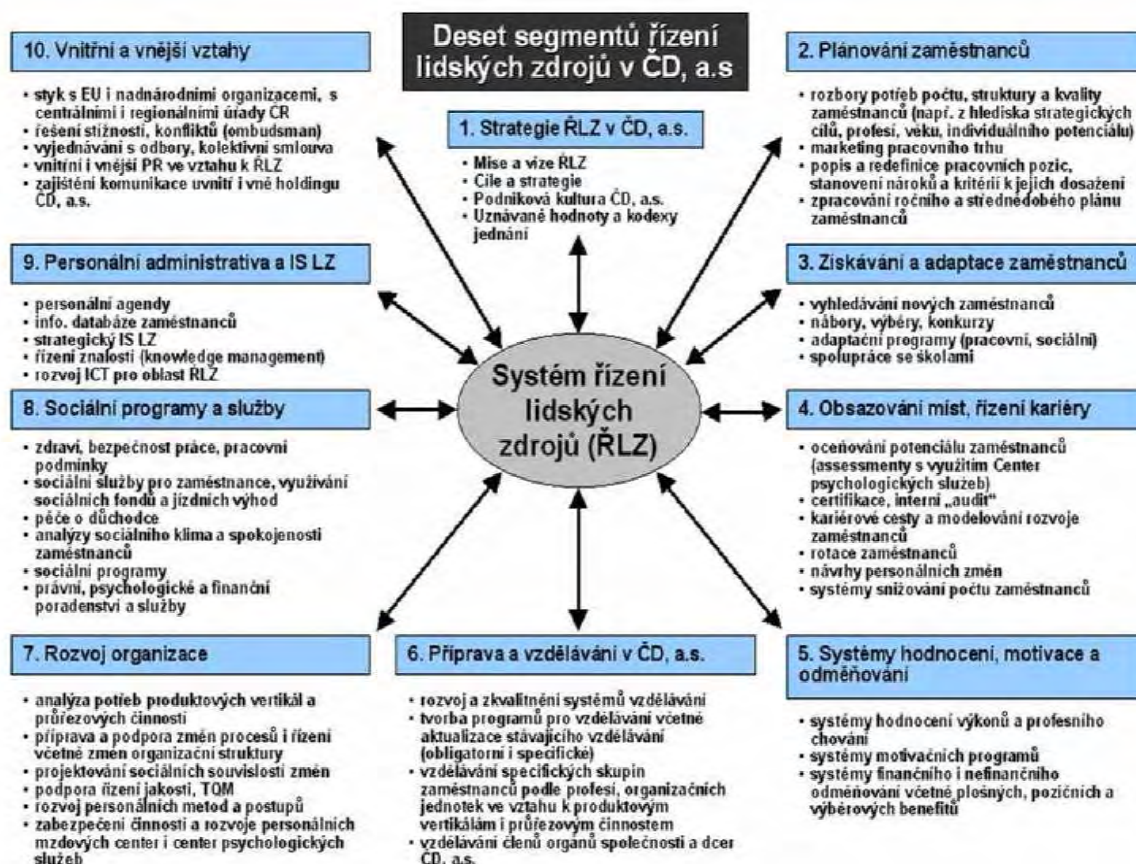 Deset segmentů řízení
lidských zdrojů v ČD, a.s
1. Strategie ŘLZ v ČD, a.s.
• Mise a vize ŘLZ
• Cíle a strategie
• Podniková kultura ČD, a.s.
• Uznávané hodnoty a kodexy
jednání
2. Plánování zaměstnanců
• rozbory potřeb počtu, struktury a kvality
zaměstnanců (např. z hlediska strategických
cílů, profesí, věku, individuálního potenciálu)
• marketing pracovního trhu
• popis a redefinice pracovních pozic,
stanovení nároků a kritérií k jejich dosažení
• zpracování ročního a střednědobého plánu
zaměstnanců
3. Získávání a adaptace zaměstnanců
• vyhledávání nových zaměstnanců
• nábory, výběry, konkurzy
• adaptační programy (pracovní, sociální)
• spolupráce se školami
4. Obsazování míst, řízení kariéry
• oceňování potenciálu zaměstnanců
(assessmenty s využitím Center
psychologických služeb)
• certifikace, interní „audit“
• kariérové cesty a modelování rozvoje
zaměstnanců
• rotace zaměstnanců
• návrhy personálních změn
• systémy snižování počtu zaměstnanců
5. Systémy hodnocení, motivace a
odměňování
• systémy hodnocení výkonů a profesního
chování
• systémy motivačních programů
• systémy finančního i nefinančního
odměňování včetně plošných, pozičních a
výběrových benefitů
6. Příprava a vzdělávání v ČD, a.s.
• rozvoj a zkvalitnění systémů vzdělávání
• tvorba programů pro vzdělávání včetně
aktualizace stávajícího vzdělávání
(obligatorní i specifické)
• vzdělávání specifických skupin
zaměstnanců podle profesí, organizačních
jednotek ve vztahu k produktovým
vertikálám i průřezovým činnostem
• vzdělávání členů orgánů společnosti a dcer
ČD, a.s.
7. Rozvoj organizace
• analýza potřeb produktových vertikál a
průřezových činností
• příprava a podpora změn procesů i řízení
včetně změn organizační struktury
• projektování sociálních souvislostí změn
• podpora řízení jakosti, TQM
• rozvoj personálních metod a postupů
• zabezpečení činnosti a rozvoje personálních
mzdových center i center psychologických
služeb
8. Sociální programy a služby
• zdraví, bezpečnost práce, pracovní
podmínky
• sociální služby pro zaměstnance, využívání
sociálních fondů a jízdních výhod
• péče o důchodce
• analýzy sociálního klima a spokojenosti
zaměstnanců
• sociální programy
• právní, psychologické a finanční
poradenství a služby
9. Personální administrativa a IS LZ
• personální agendy
• info. databáze zaměstnanců
• strategický IS LZ
• řízení znalostí (knowledge management)
• rozvoj ICT pro oblast ŘLZ
10. Vnitřní a vnější vztahy
• styk s EU i nadnárodními organizacemi, s
centrálními i regionálními úřady ČR
• řešení stížností, konfliktů (ombudsman)
• vyjednávání s odbory, kolektivní smlouva
• vnitřní i vnější PR ve vztahu k ŘLZ
• zajištění komunikace uvnitř i vně holdingu
ČD, a.s.
Systém řízení
lidských
zdrojů (ŘLZ)